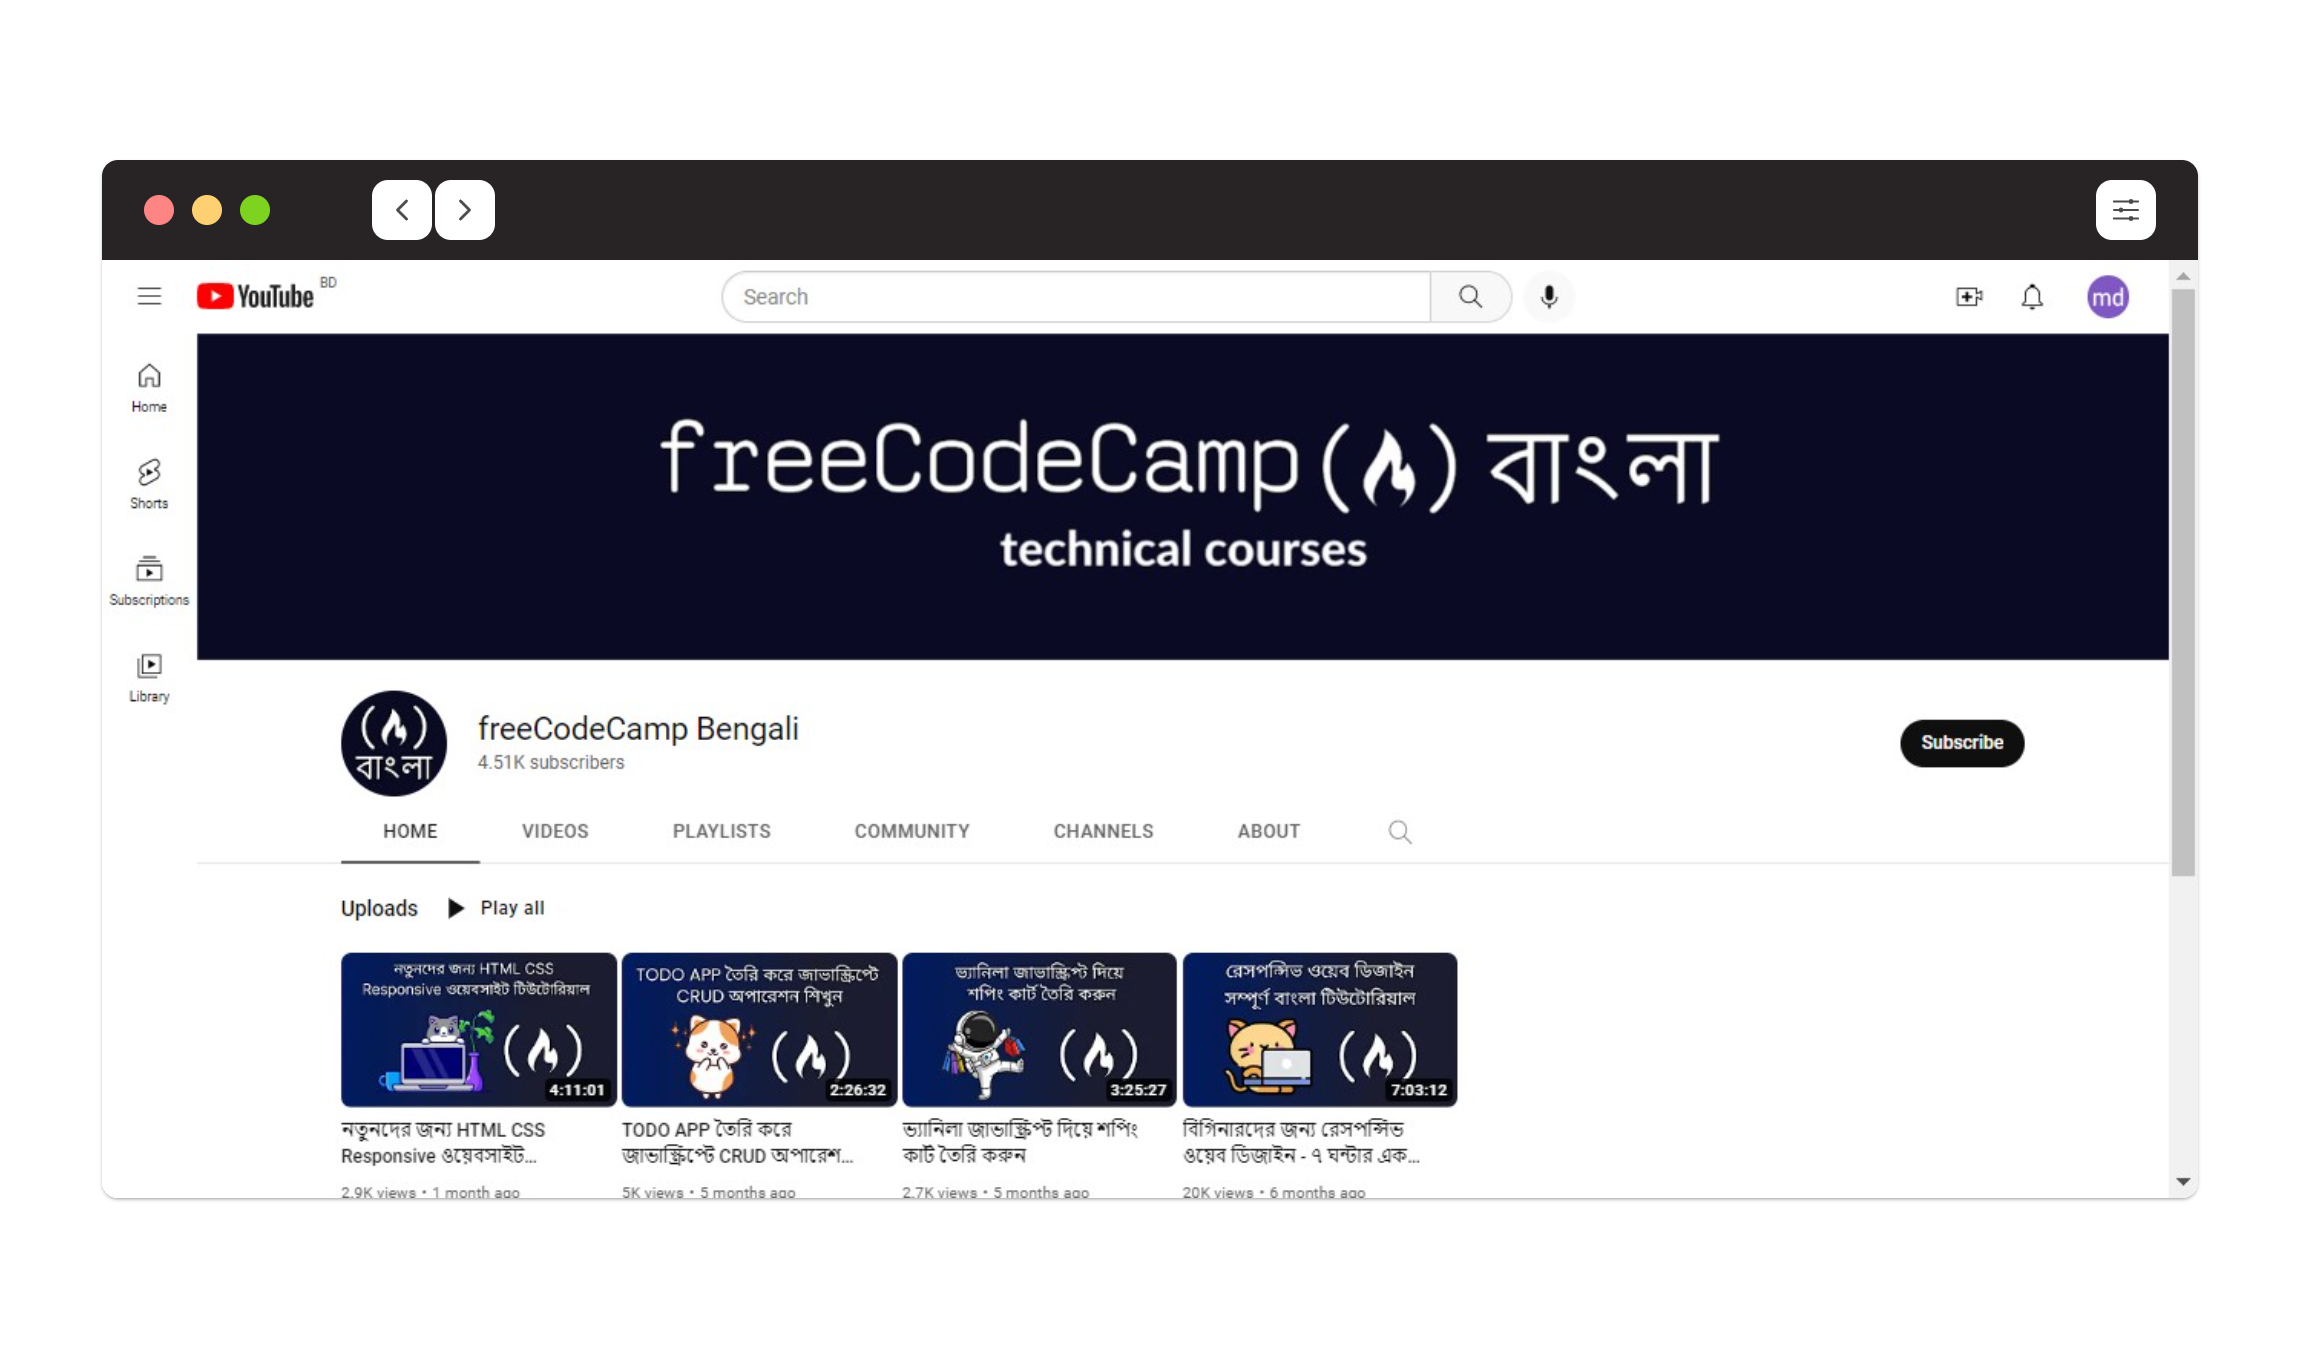 YouTube BD
Search
md
Home
Shorts
Subscriptions
Library
freeCodeCamp বাংলা
technical courses
বাংলা
freeCodeCamp Bengali
4.51K subscribers
Subscribe
HOME VIDEOS PLAYLISTS COMMUNITY CHANNELS ABOUT
Uploads Play all
নতুনদের জন্য HTML CSS
Responsive ওয়েবসাইট টিউটোরিয়াল
4:11:01
TODO APP তৈরি করে জাভাস্ক্রিপ্টে
CRUD অপারেশন শিখুন
2:26:32
ভ্যানিলা জাভাস্ক্রিপ্ট দিয়ে
শপিং কার্ট তৈরি করুন
3:25:27
রেসপন্সিভ ওয়েব ডিজাইন
সম্পূর্ণ বাংলা টিউটোরিয়াল
7:03:12
নতুনদের জন্য HTML CSS
Responsive ওয়েবসাইট...
2.9K views • 1 month ago
TODO APP তৈরি করে
জাভাস্ক্রিপ্টে CRUD অপারেশ...
5K views • 5 months ago
ভ্যানিলা জাভাস্ক্রিপ্ট দিয়ে শপিং
কার্ট তৈরি করুন
2.7K views • 5 months ago
বিগিনারদের জন্য রেসপন্সিভ
ওয়েব ডিজাইন - ৭ ঘন্টার এক...
20K views • 6 months ago